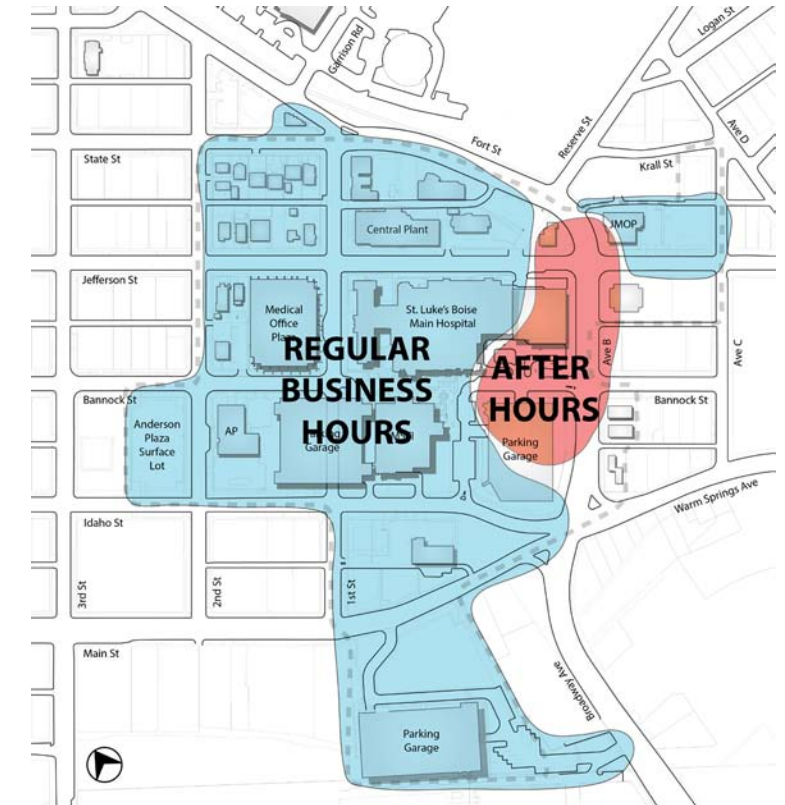 Garrison Rd
Logan St
Reserve St
Ave D
Fort St
State St
Krall St
Central Plant
JMOP
Jefferson St
Medical
Office
St. Luke's Boise
Main Hospital
REGULAR
BUSINESS
HOURS
AFTER
HOURS
Ave B
Ave C
Bannock St
Bannock St
Anderson
Plaza
Surface
Lot
AP
Garage
Parking
Garage
Warm Springs Ave
Idaho St
3rd St
2nd St
1st St
Main St
Broadway Ave
Parking
Garage